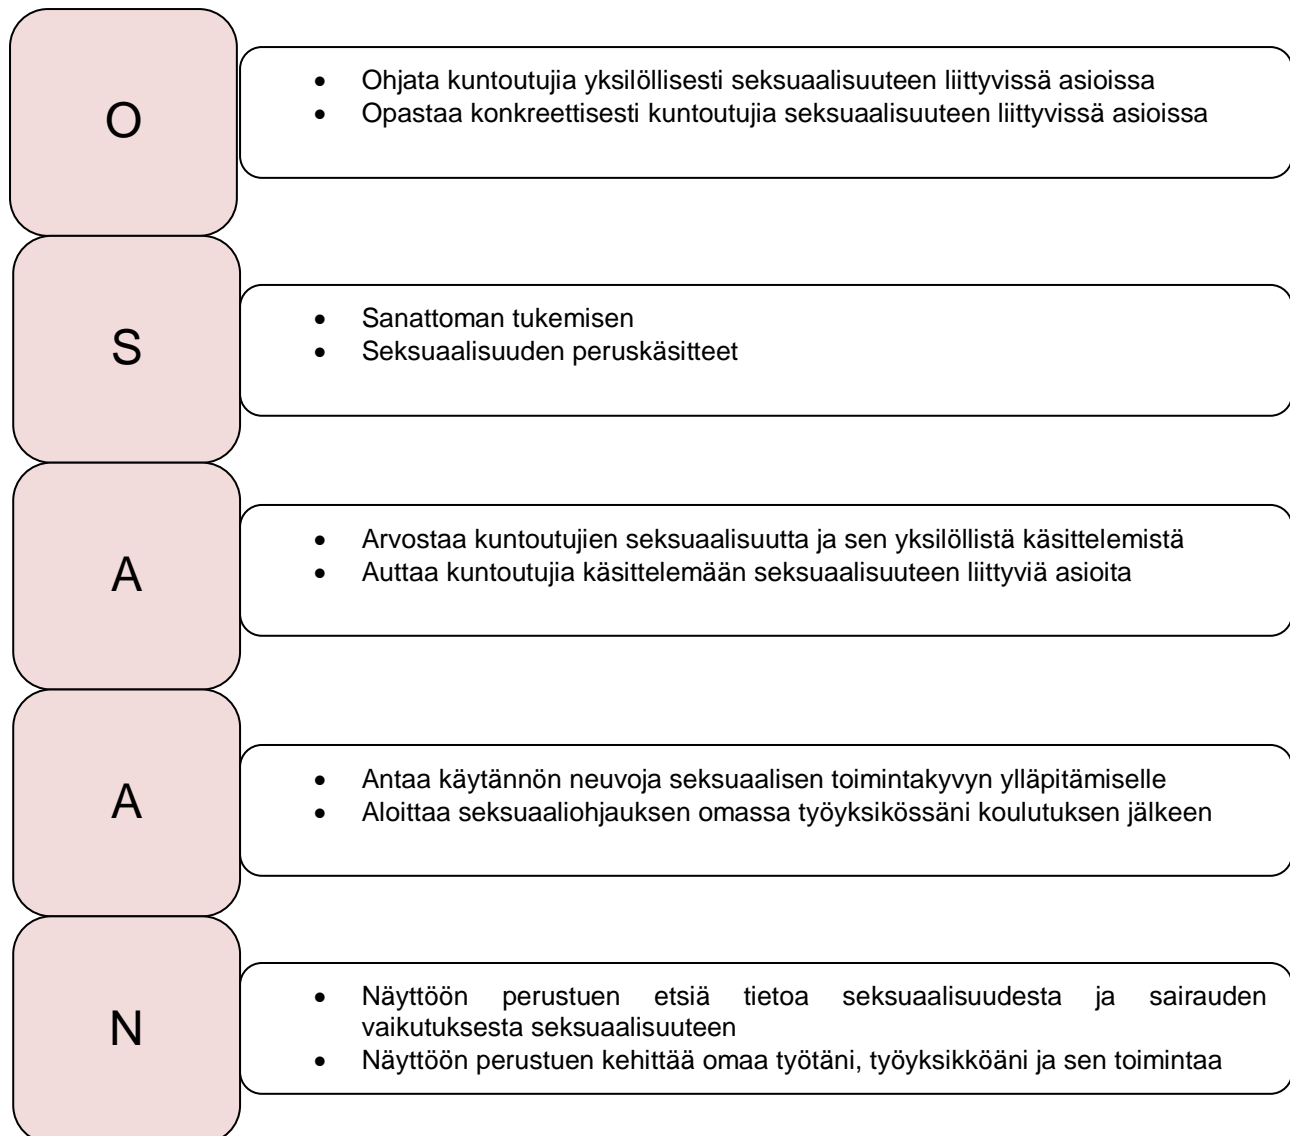 O
• Ohjata kuntoutujia yksilöllisesti seksuaalisuuteen liittyvissä asioissa
• Opastaa konkreettisesti kuntoutujia seksuaalisuuteen liittyvissä asioissa
S
• Sanattoman tukemisen
• Seksuaalisuuden peruskäsitteet
A
• Arvostaa kuntoutujien seksuaalisuutta ja sen yksilöllistä käsittelemistä
• Auttaa kuntoutujia käsittelemään seksuaalisuuteen liittyviä asioita
A
• Antaa käytännön neuvoja seksuaalisen toimintakyvyn ylläpitämiselle
• Aloittaa seksuaaliohjauksen omassa työyksikössäni koulutuksen jälkeen
N
• Näyttöön perustuen etsiä tietoa seksuaalisuudesta ja sairauden
vaikutuksesta seksuaalisuuteen
• Näyttöön perustuen kehittää omaa työtäni, työyksikköäni ja sen toimintaa